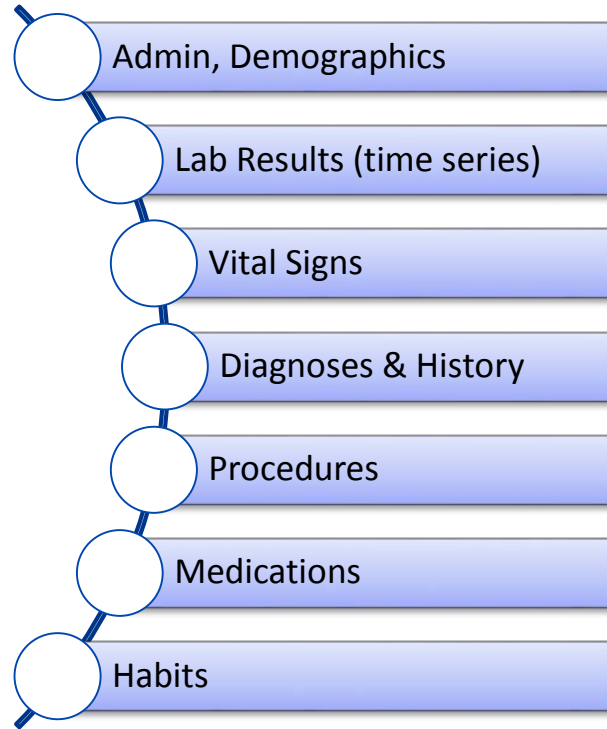 Admin, Demographics
Lab Results (time series)
Vital Signs
Diagnoses & History
Procedures
Medications
Habits